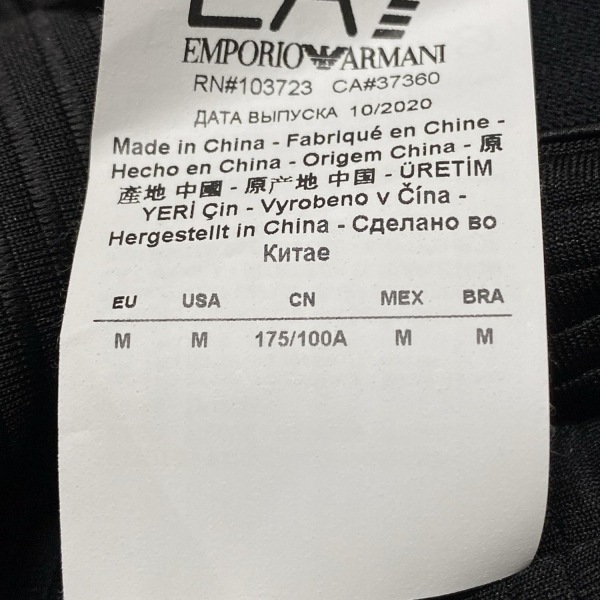 EA7
EMPORIO ARMANI
RN#103723 CA#37360
ДАТА ВЫПУСКА 10/2020
Made in China - Fabriqué en Chine -
Hecho en China - Origem China - 原
產地 中國 - 原产地 中国 - ÜRETİM
YERİ Çin - Vyrobeno v Čína -
Hergestellt in China - Сделано во
Китае
EU USA CN MEX BRA
M M 175/100A M M